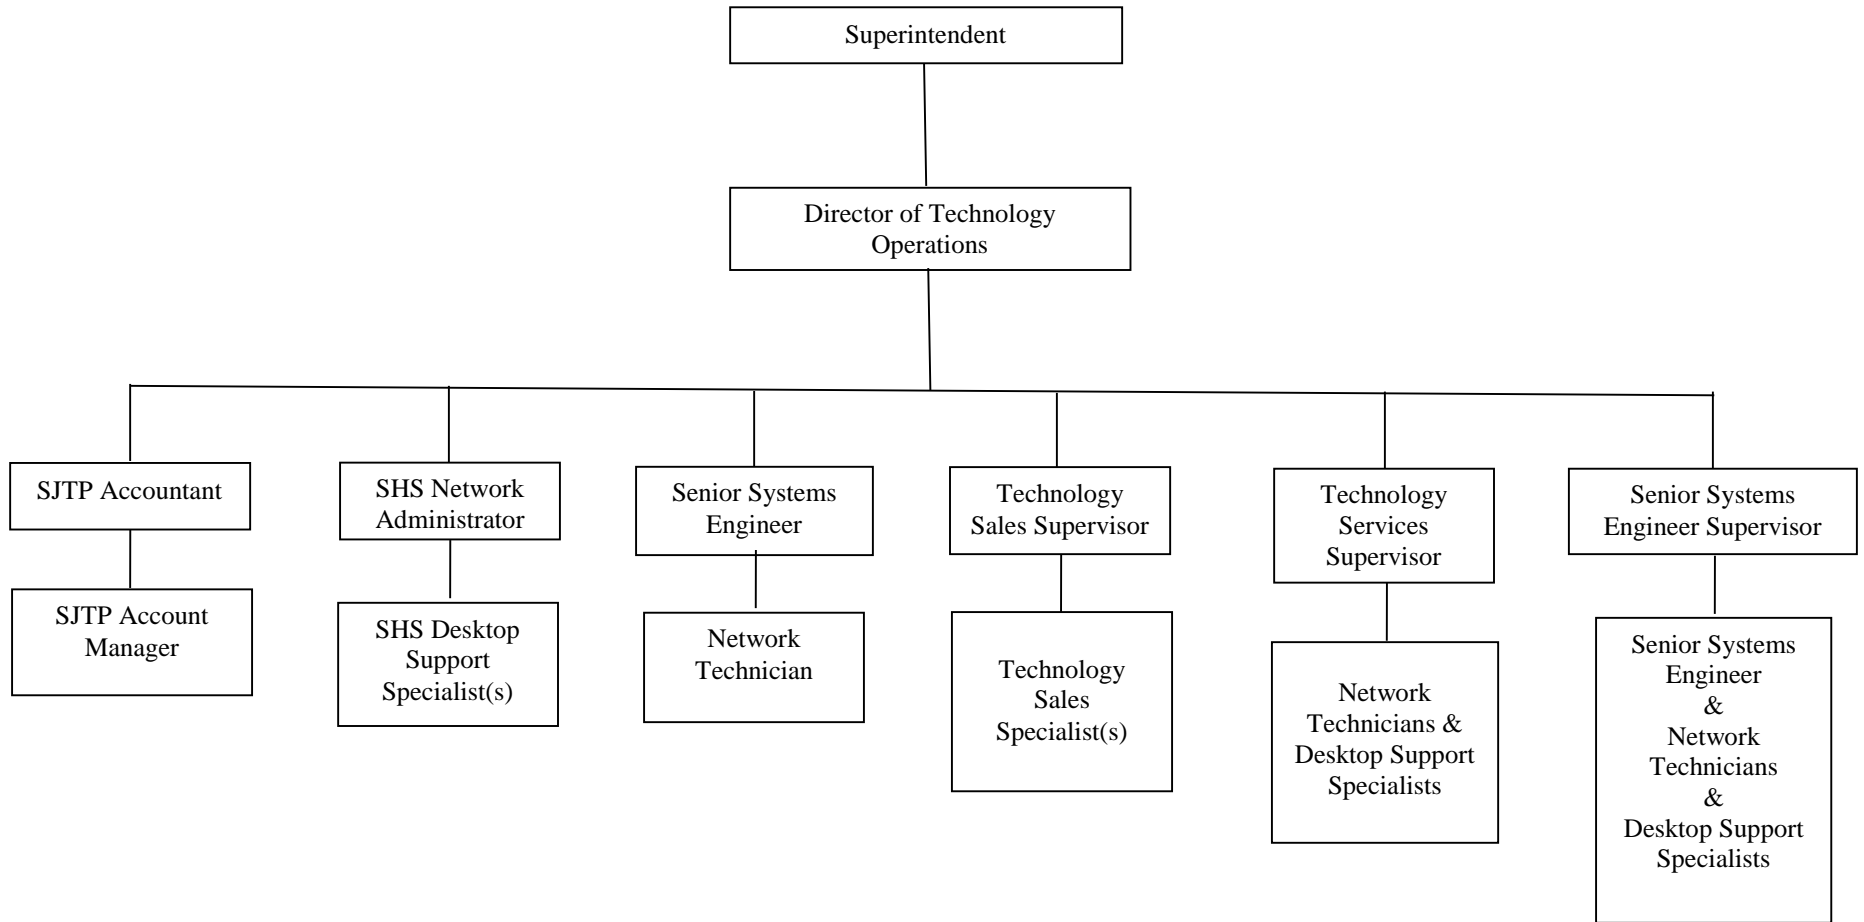 Superintendent
Director of Technology
Operations
SJTP Accountant
SHS Network
Administrator
Senior Systems
Engineer
Technology
Sales Supervisor
Technology
Services
Supervisor
Senior Systems
Engineer Supervisor
SJTP Account
Manager
SHS Desktop
Support
Specialist(s)
Network
Technician
Technology
Sales
Specialist(s)
Network
Technicians &
Desktop Support
Specialists
Senior Systems
Engineer
&
Network
Technicians
&
Desktop Support
Specialists